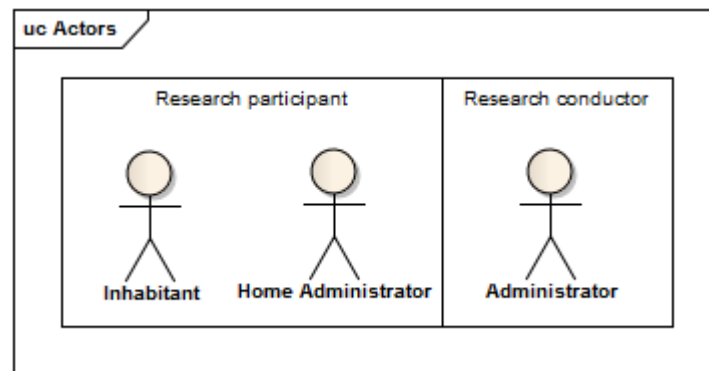 uc Actors
Research participant
Research conductor
Inhabitant
Home Administrator
Administrator